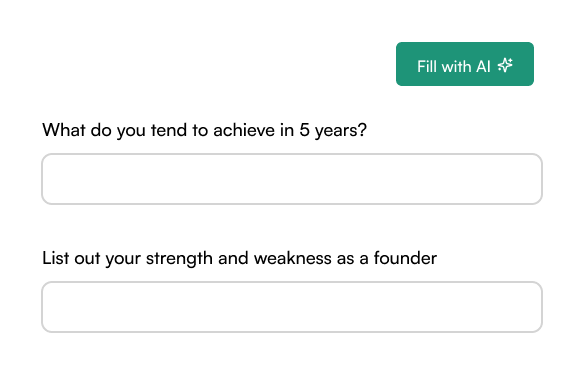 Fill with AI
What do you tend to achieve in 5 years?
List out your strength and weakness as a founder